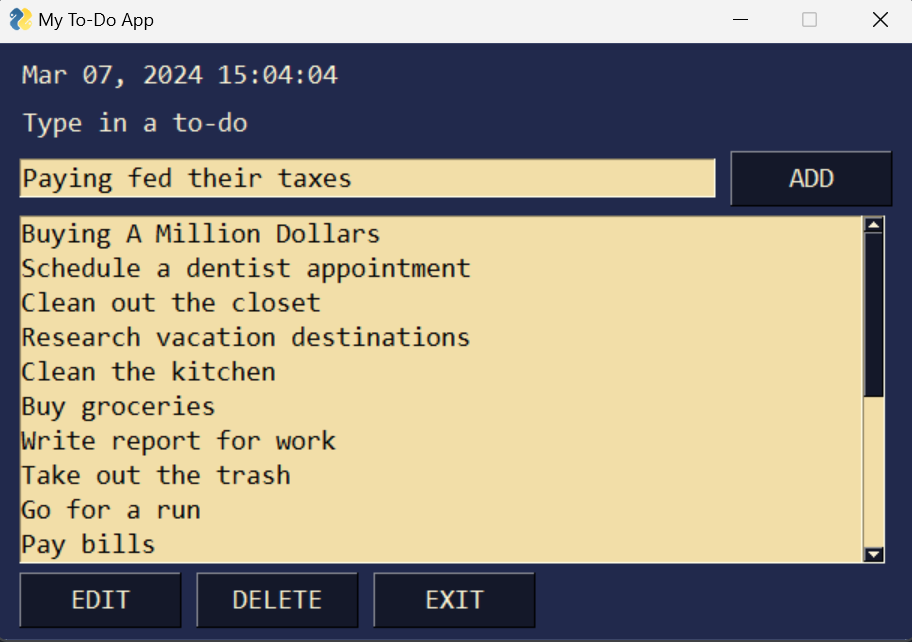 My To-Do App
Mar 07, 2024 15:04:04
Type in a to-do
Paying fed their taxes
ADD
Buying A Million Dollars
Schedule a dentist appointment
Clean out the closet
Research vacation destinations
Clean the kitchen
Buy groceries
Write report for work
Take out the trash
Go for a run
Pay bills
EDIT DELETE EXIT